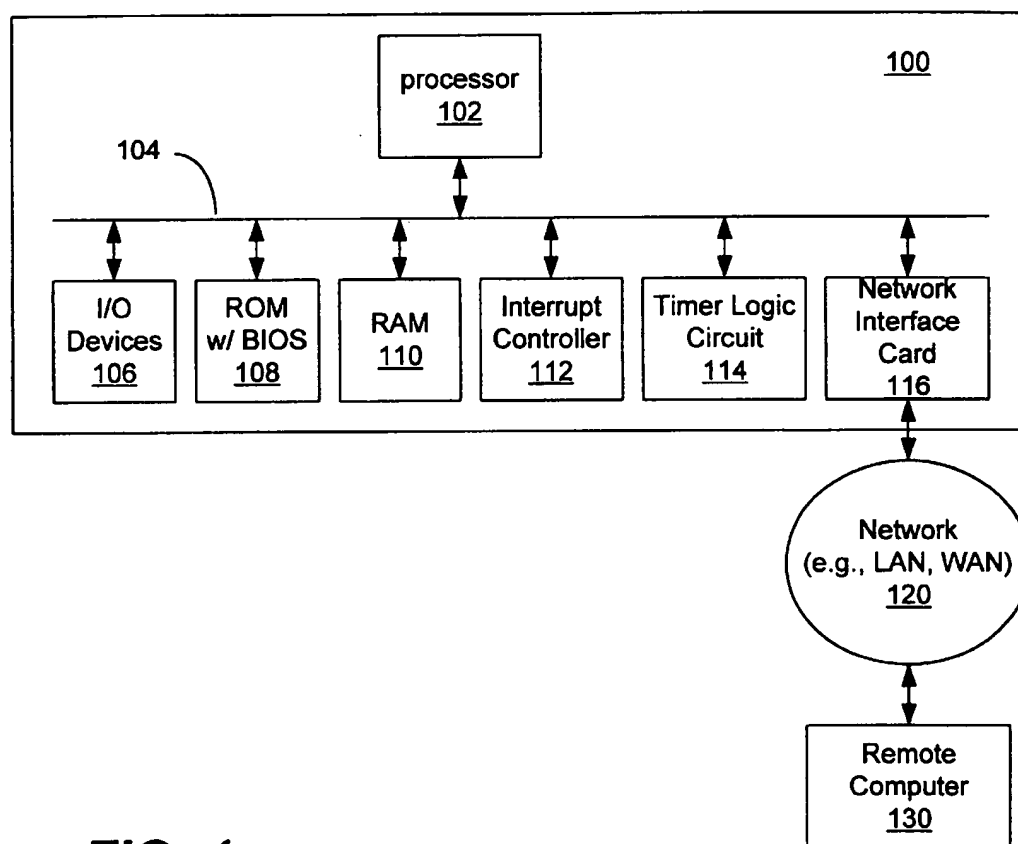 100
processor
102
104
I/O
Devices
106
ROM
w/ BIOS
108
RAM
110
Interrupt
Controller
112
Timer Logic
Circuit
114
Network
Interface
Card
116
Network
(e.g., LAN, WAN)
120
Remote
Computer
130